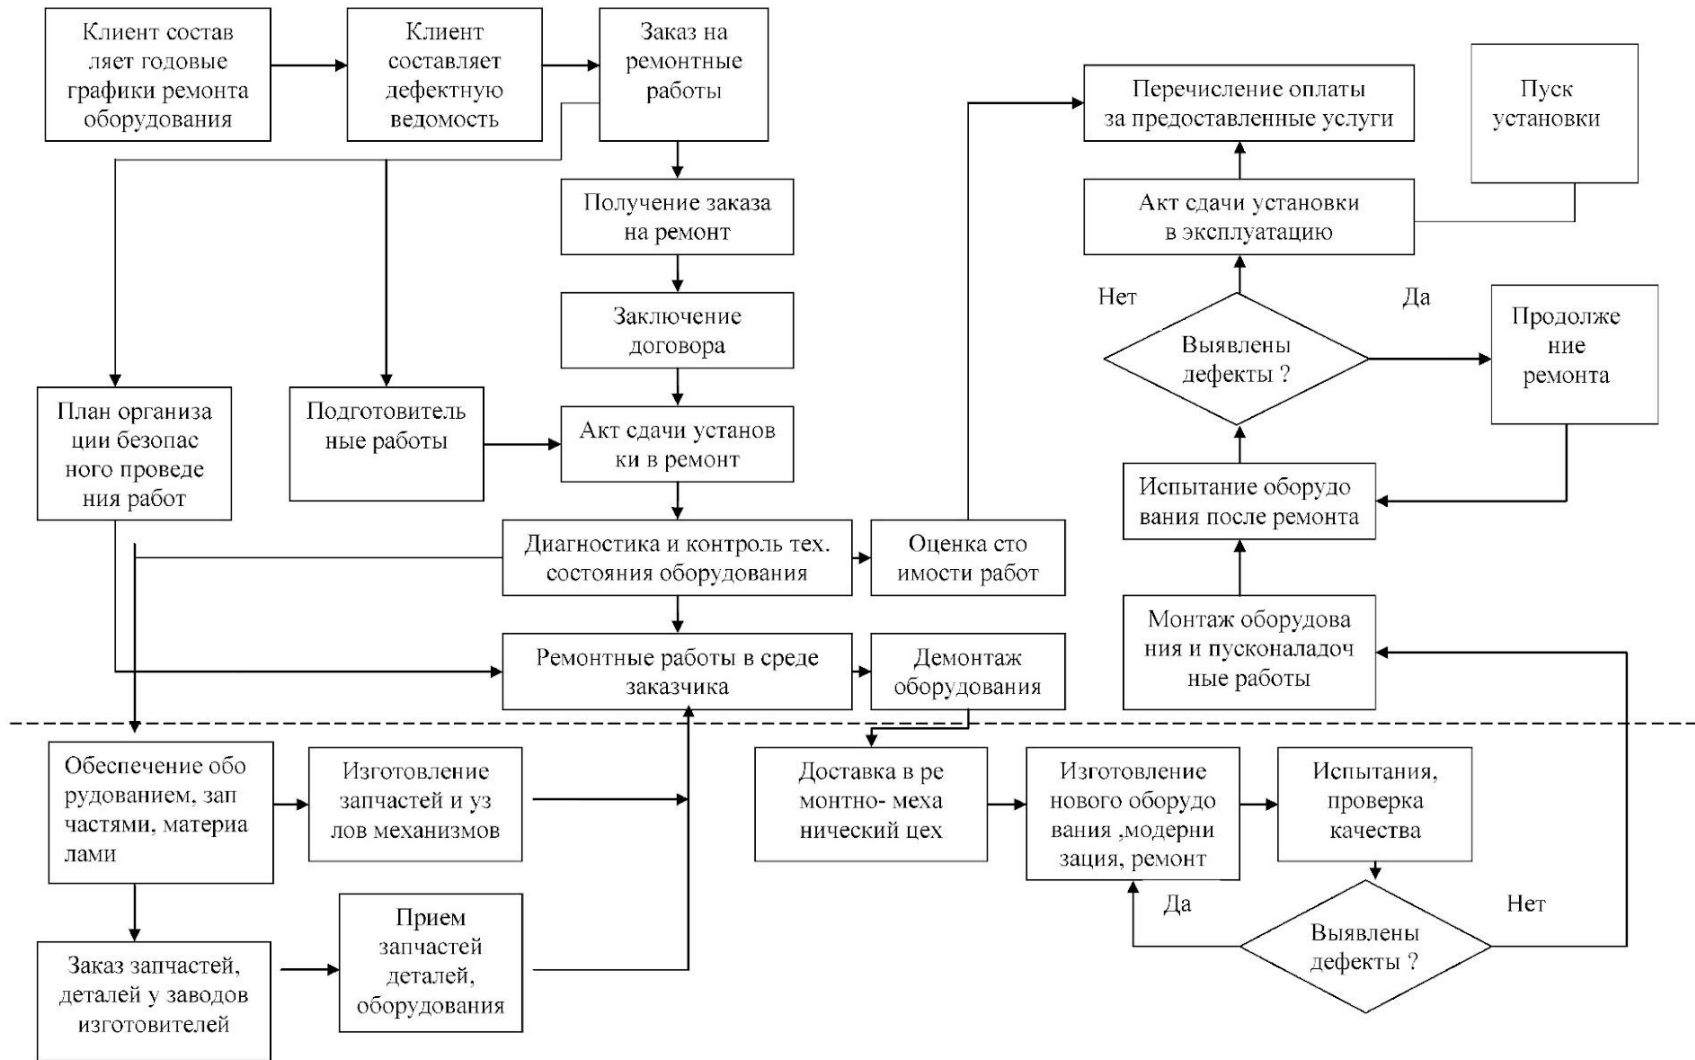 Клиент состав
ляет годовые
графики ремонта
оборудования
Клиент
составляет
дефектную
ведомость
Заказ на
ремонтные
работы
Перечисление оплаты
за предоставленные услуги
Пуск
установки
Получение заказа
на ремонт
Акт сдачи установки
в эксплуатацию
Заключение
договора
Нет
Да
Выявлены
дефекты ?
Продолже
ние
ремонта
План организа
ции безопас
ного проведе
ния работ
Подготовитель
ные работы
Акт сдачи установ
ки в ремонт
Испытание оборудо
вания после ремонта
Диагностика и контроль тех.
состояния оборудования
Оценка сто
имости работ
Монтаж оборудова
ния и пусконаладоч
ные работы
Ремонтные работы в среде
заказчика
Демонтаж
оборудования
Обеспечение обо
рудованием, зап
частями, материа
лами
Изготовление
запчастей и уз
лов механизмов
Доставка в ре
монтно- меха
нический цех
Изготовление
нового оборудо
вания ,модерни
зация, ремонт
Испытания,
проверка
качества
Да
Нет
Выявлены
дефекты ?
Заказ запчастей,
деталей у заводов
изготовителей
Прием
запчастей
деталей,
оборудования